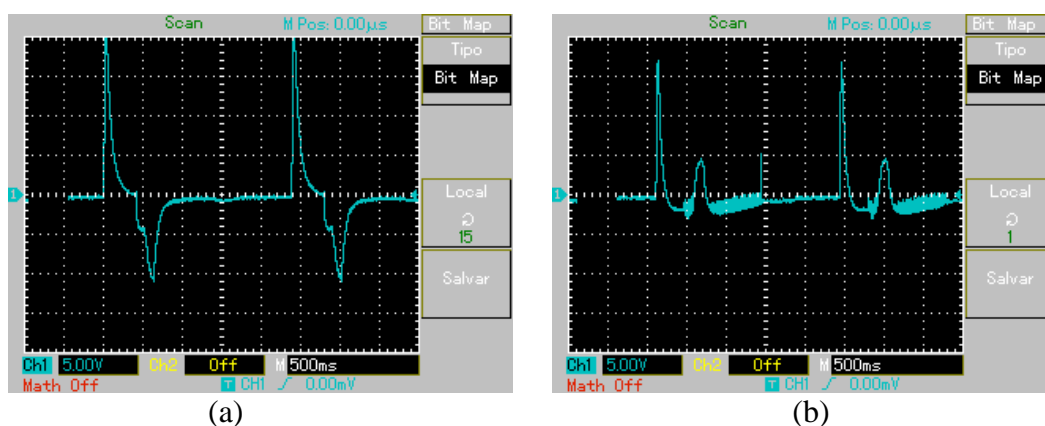 Scan M Pos: 0.00µs Bit Map
Tipo
Bit Map
1
Local
15
Salvar
Ch1 5.00V Ch2 Off M 500ms
Math Off T CH1 0.00mV
(a)
Scan M Pos: 0.00µs Bit Map
Tipo
Bit Map
1
Local
1
Salvar
Ch1 5.00V Ch2 Off M 500ms
Math Off T CH1 0.00mV
(b)